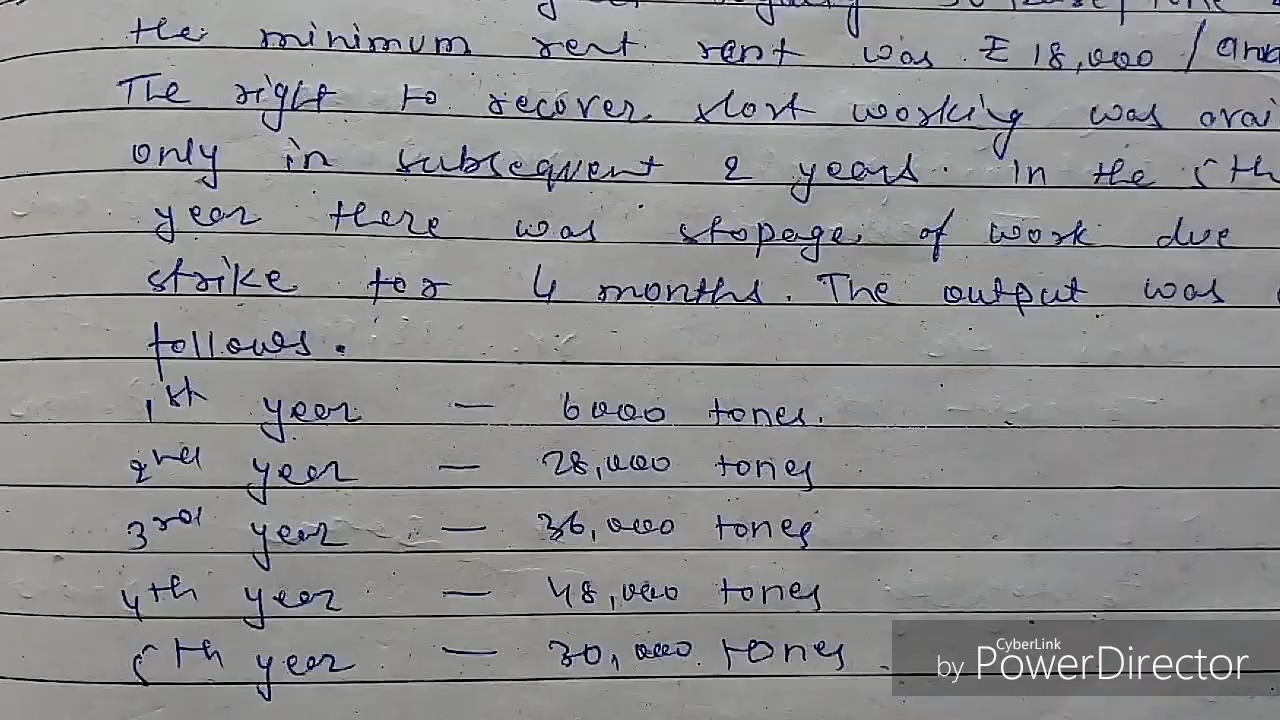 the minimum rent rent was ₹ 18,000 /
The right to recover short working was avai
only in subsequent 2 years. In the 5th
year there was stopage of work due
strike for 4 months. The output was
follows.
1st year – 6000 tones.
2nd year – 28,000 tones
3rd year – 36,000 tones
4th year – 48,000 tones
5th year – 30,000 tones.
CyberLink
by PowerDirector